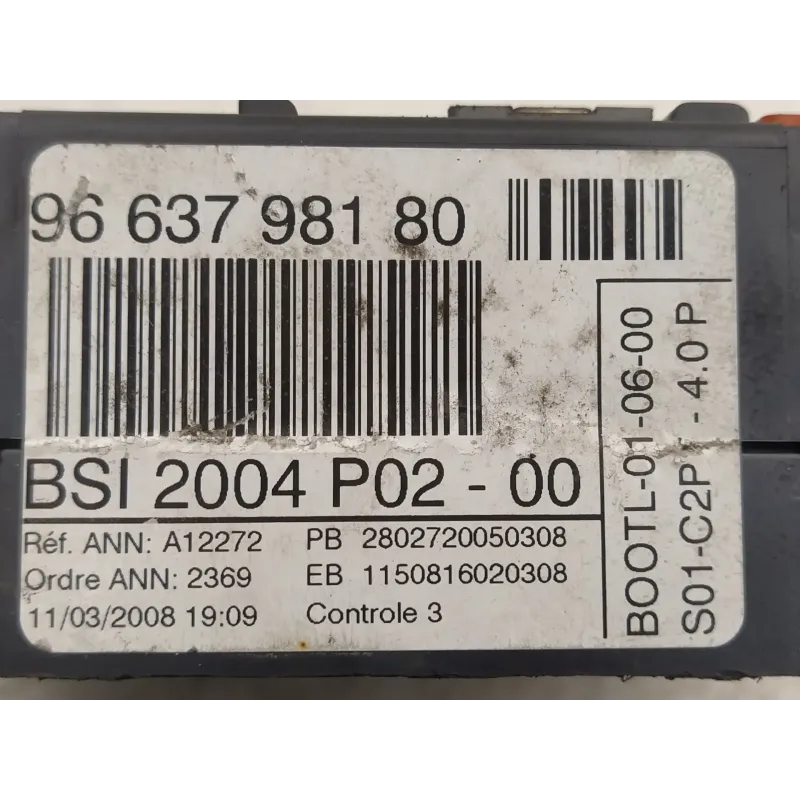 96 637 981 80
BSI 2004 P02 - 00
Réf. ANN: A12272
Ordre ANN: 2369
11/03/2008 19:09
PB 2802720050308
EB 1150816020308
Controle 3
BOOTL-01-06-00
S01-C2P - 4.0 P